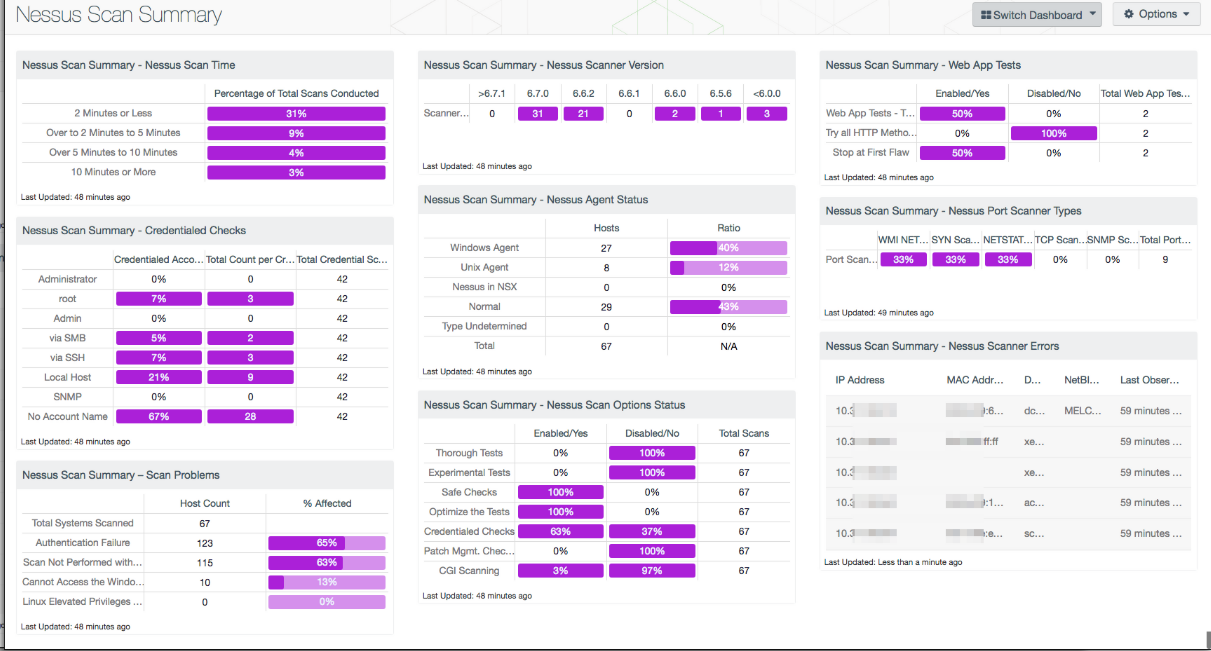 Nessus Scan Summary
Switch Dashboard
Options
Nessus Scan Summary - Nessus Scan Time
Percentage of Total Scans Conducted
2 Minutes or Less 31%
Over to 2 Minutes to 5 Minutes 9%
Over 5 Minutes to 10 Minutes 4%
10 Minutes or More 3%
Last Updated: 48 minutes ago
Nessus Scan Summary - Credentialed Checks
Credentialed Acco... Total Count per Cr... Total Credential Sc...
Administrator 0% 0 42
root 7% 3 42
Admin 0% 0 42
via SMB 5% 2 42
via SSH 7% 3 42
Local Host 21% 9 42
SNMP 0% 0 42
No Account Name 67% 28 42
Last Updated: 48 minutes ago
Nessus Scan Summary – Scan Problems
Host Count % Affected
Total Systems Scanned 67
Authentication Failure 123 65%
Scan Not Performed with... 115 63%
Cannot Access the Windo... 10 13%
Linux Elevated Privileges ... 0 0%
Last Updated: 48 minutes ago
Nessus Scan Summary - Nessus Scanner Version
>6.7.1 6.7.0 6.6.2 6.6.1 6.6.0 6.5.6 <6.0.0
Scanner... 0 31 21 0 2 1 3
Last Updated: 48 minutes ago
Nessus Scan Summary - Nessus Agent Status
Hosts Ratio
Windows Agent 27 40%
Unix Agent 8 12%
Nessus in NSX 0 0%
Normal 29 43%
Type Undetermined 0 0%
Total 67 N/A
Last Updated: 48 minutes ago
Nessus Scan Summary - Nessus Scan Options Status
Enabled/Yes Disabled/No Total Scans
Thorough Tests 0% 100% 67
Experimental Tests 0% 100% 67
Safe Checks 100% 0% 67
Optimize the Tests 100% 0% 67
Credentialed Checks 63% 37% 67
Patch Mgmt. Chec... 0% 100% 67
CGI Scanning 3% 97% 67
Last Updated: 48 minutes ago
Nessus Scan Summary - Web App Tests
Enabled/Yes Disabled/No Total Web App Tes...
Web App Tests - T... 50% 0% 2
Try all HTTP Metho... 0% 100% 2
Stop at First Flaw 50% 0% 2
Last Updated: 48 minutes ago
Nessus Scan Summary - Nessus Port Scanner Types
WMI NET... SYN Sca... NETSTAT... TCP Scan... SNMP Sc... Total Port...
Port Scan... 33% 33% 33% 0% 0% 9
Last Updated: 49 minutes ago
Nessus Scan Summary - Nessus Scanner Errors
IP Address MAC Addr... D... NetBI... Last Obser...
10.3 :6... dc... MELC... 59 minutes ...
10.3 ff:ff xe... 59 minutes ...
10.3 xe... 59 minutes ...
10.3 :1... ac... 59 minutes ...
10.3 :e... sc... 59 minutes ...
Last Updated: Less than a minute ago